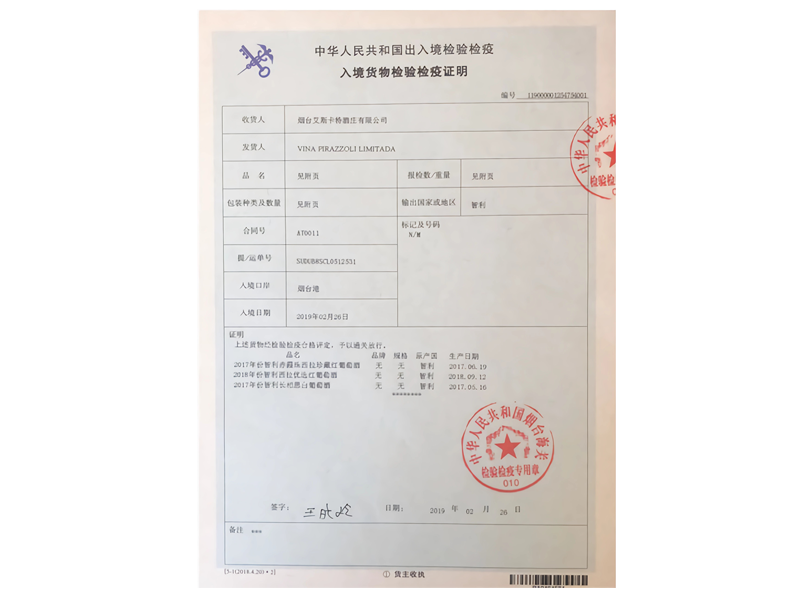 中华人民共和国出入境检验检疫
入境货物检验检疫证明
编号
收货人 烟台艾斯卡特酒庄有限公司
发货人 VINA PIRAZZOLI LIMITADA
品 名 见附页 报检数/重量 见附页
包装种类及数量 见附页 输出国家或地区 智利
合同号 AT0011 标记及号码
N/M
提/运单号 SUDUB8SCL0512531
入境口岸 烟台港
入境日期 2019年02月26日
证明
上述货物经检验检疫合格评定,予以通关放行。
品名 品牌 规格 原产国 生产日期
2017年份智利赤霞珠西拉珍藏红葡萄酒 无 无 智利 2017.06.19
2018年份智利西拉优选红葡萄酒 无 无 智利 2018.09.12
2017年份智利长相思白葡萄酒 无 无 智利 2017.05.16
********
中华人民共和国烟台海关
检验检疫专用章
010
签字: 日期: 2019 年 02 月 26 日
备注 ***
[5-1(2018.4.20)*2]
① 货主收执